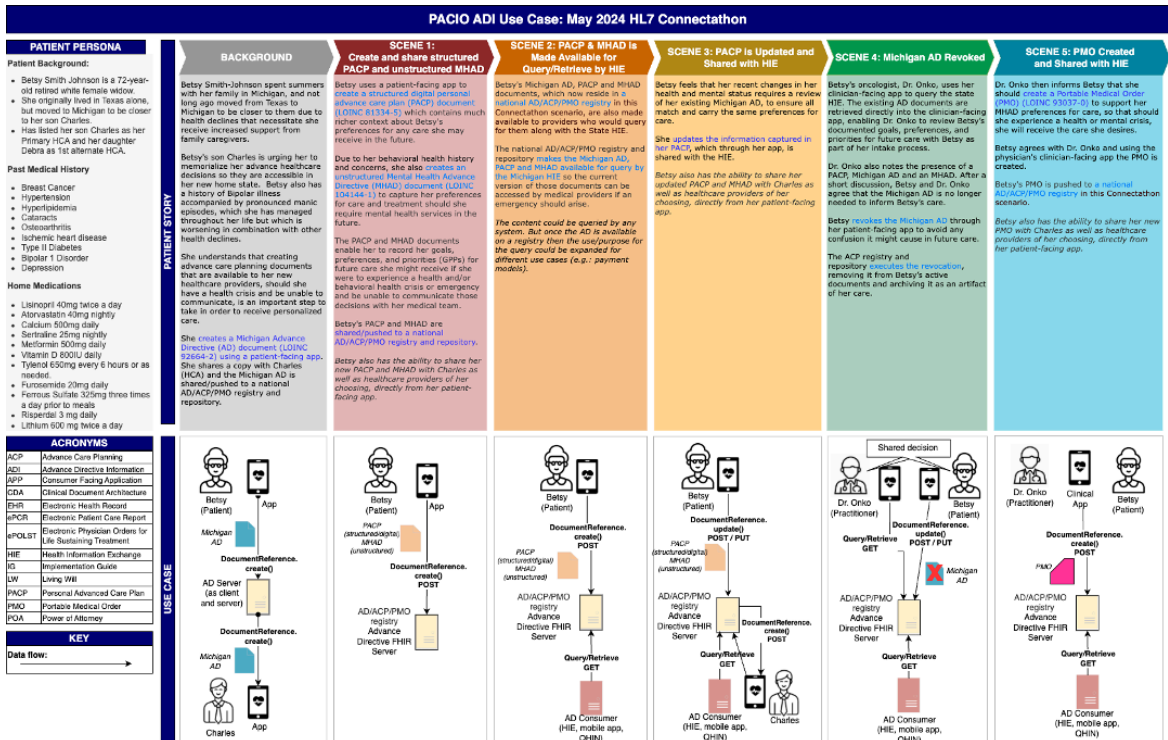 PACIO ADI Use Case: May 2024 HL7 Connectathon
PATIENT PERSONA
Patient Background:
• Betsy Smith Johnson is a 72-year-
old retired white female widow.
• She originally lived in Texas alone,
but moved to Michigan to be closer
to her son Charles.
• Has listed her son Charles as her
Primary HCA and her daughter
Debra as 1st alternate HCA.
Past Medical History
• Breast Cancer
• Hypertension
• Hyperlipidemia
• Cataracts
• Osteoarthritis
• Ischemic heart disease
• Type II Diabetes
• Bipolar 1 Disorder
• Depression
Home Medications
• Lisinopril 40mg twice a day
• Atorvastatin 40mg nightly
• Calcium 500mg daily
• Sertraline 25mg nightly
• Metformin 500mg daily
• Vitamin D 800IU daily
• Tylenol 650mg every 6 hours or as
needed.
• Furosemide 20mg daily
• Ferrous Sulfate 325mg three times
a day prior to meals
• Risperdal 3 mg daily
• Lithium 600 mg twice a day
ACRONYMS
ACP Advance Care Planning
ADI Advance Directive Information
APP Consumer Facing Application
CDA Clinical Document Architecture
EHR Electronic Health Record
ePCR Electronic Patient Care Report
ePOLST Electronic Physician Orders for
Life Sustaining Treatment
HIE Health Information Exchange
IG Implementation Guide
LW Living Will
PACP Personal Advanced Care Plan
PMO Portable Medical Order
POA Power of Attorney
KEY
Data flow:
PATIENT STORY
BACKGROUND
Betsy Smith-Johnson spent summers
with her family in Michigan, and not
long ago moved from Texas to
Michigan to be closer to them due to
health declines that necessitate she
receive increased support from
family caregivers.
Betsy's son Charles is urging her to
memorialize her advance healthcare
decisions so they are accessible in
her new home state. Betsy also has
a history of Bipolar illness
accompanied by pronounced manic
episodes, which she has managed
throughout her life but which is
worsening in combination with other
health declines.
She understands that creating
advance care planning documents
that are available to her new
healthcare providers, should she
have a health crisis and be unable to
communicate, is an important step to
take in order to receive personalized
care.
She creates a Michigan Advance
Directive (AD) document (LOINC
92664-2) using a patient-facing app.
She shares a copy with Charles
(HCA) and the Michigan AD is
shared/pushed to a national
AD/ACP/PMO registry and
repository.
SCENE 1:
Create and share structured
PACP and unstructured MHAD
Betsy uses a patient-facing app to
create a structured digital personal
advance care plan (PACP) document
(LOINC 81334-5) which contains much
richer context about Betsy's
preferences for any care she may
receive in the future.
Due to her behavioral health history
and concerns, she also creates an
unstructured Mental Health Advance
Directive (MHAD) document (LOINC
104144-1) to capture her preferences
for care and treatment should she
require mental health services in the
future.
The PACP and MHAD documents
enable her to record her goals,
preferences, and priorities (GPPs) for
future care she might receive if she
were to experience a health and/or
behavioral health crisis or emergency
and be unable to communicate those
decisions with her medical team.
Betsy's PACP and MHAD are
shared/pushed to a national
AD/ACP/PMO registry and repository.
Betsy also has the ability to share her
new PACP and MHAD with Charles as
well as healthcare providers of her
choosing, directly from her patient-facing
app.
SCENE 2: PACP & MHAD is
Made Available for
Query/Retrieve by HIE
Betsy's Michigan AD, PACP and MHAD
documents, which now reside in a
national AD/ACP/PMO registry in this
Connectathon scenario, are also made
available to providers who would query
for them along with the State HIE.
The national AD/ACP/PMO registry and
repository makes the Michigan AD,
PACP and MHAD available for query by
the Michigan HIE so the current
version of those documents can be
accessed by medical providers if an
emergency should arise.
The content could be queried by any
system. But once the AD is available
on a registry then the use/purpose for
the query could be expanded for
different use cases (e.g.: payment
models).
SCENE 3: PACP is Updated and
Shared with HIE
Betsy feels that her recent changes in her
health and mental status requires a
review of her existing Michigan AD, to
ensure all match and carry the same preferences for
care.
She updates the information captured in
her PACP, which through her app, is
shared with the HIE.
Betsy also has the ability to share her
updated PACP and MHAD with Charles as
well as healthcare providers of her
choosing, directly from her patient-facing
app.
SCENE 4: Michigan AD Revoked
Betsy's oncologist, Dr. Onko, uses her
clinician-facing app to query the state
HIE. The existing AD documents are
retrieved directly into the clinician-facing
app, enabling Dr. Onko to review Betsy's
documented goals, preferences, and
priorities for future care with Betsy as
part of her intake process.
Dr. Onko also notes the presence of a
PACP, Michigan AD and an MHAD. After
a short discussion, Betsy and Dr. Onko
agree that the Michigan AD is no longer
needed to inform Betsy's care.
Betsy revokes the Michigan AD through
her patient-facing app to avoid any
confusion it might cause in future care.
The ACP registry and
repository executes the revocation,
removing it from Betsy's active
documents and archiving it as an artifact
of her care.
SCENE 5: PMO Created
and Shared with HIE
Dr. Onko then informs Betsy that she
should create a Portable Medical Order
(PMO) (LOINC 93037-0) to support her
MHAD preferences for care, so that should
she experience a health or mental crisis,
she will receive the care she desires.
Betsy agrees with Dr. Onko and using the
physician's clinician-facing app the PMO is
created.
Betsy's PMO is pushed to a national
AD/ACP/PMO registry in this Connectathon
scenario.
Betsy also has the ability to share her new
PMO with Charles as well as healthcare
providers of her choosing, directly from
her patient-facing app.
USE CASE
Betsy
(Patient)
App
Michigan
AD
DocumentReference.
create()
AD Server
(as client
and server)
DocumentReference.
create()
Michigan
AD
Charles
App
Betsy
(Patient)
App
PACP
(structured/digital)
MHAD
(unstructured)
DocumentReference.
create()
POST
AD/ACP/PMO
registry
Advance
Directive FHIR
Server
Betsy
(Patient)
DocumentReference.
create()
POST
PACP
(structured/digital)
MHAD
(unstructured)
AD/ACP/PMO
registry
Advance
Directive FHIR
Server
Query/Retrieve
GET
AD Consumer
(HIE, mobile app,
QHIN)
Betsy
(Patient)
DocumentReference.
update()
POST / PUT
PACP
(structured/digital)
MHAD
(unstructured)
AD/ACP/PMO
registry
Advance
Directive FHIR
Server
DocumentReference.
create()
POST
Query/Retrieve
GET
Charles
AD Consumer
(HIE, mobile app,
QHIN)
Shared decision
Dr. Onko
(Practitioner)
Betsy
(Patient)
DocumentReference.
update()
POST / PUT
Query/Retrieve
GET
Michigan
AD
AD/ACP/PMO
registry
Advance
Directive FHIR
Server
Query/Retrieve
GET
AD Consumer
(HIE, mobile app,
QHIN)
Dr. Onko
(Practitioner)
Clinical
App
Betsy
(Patient)
DocumentReference.
create()
POST
PMO
AD/ACP/PMO
registry
Advance
Directive FHIR
Server
Query/Retrieve
GET
AD Consumer
(HIE, mobile app,
QHIN)